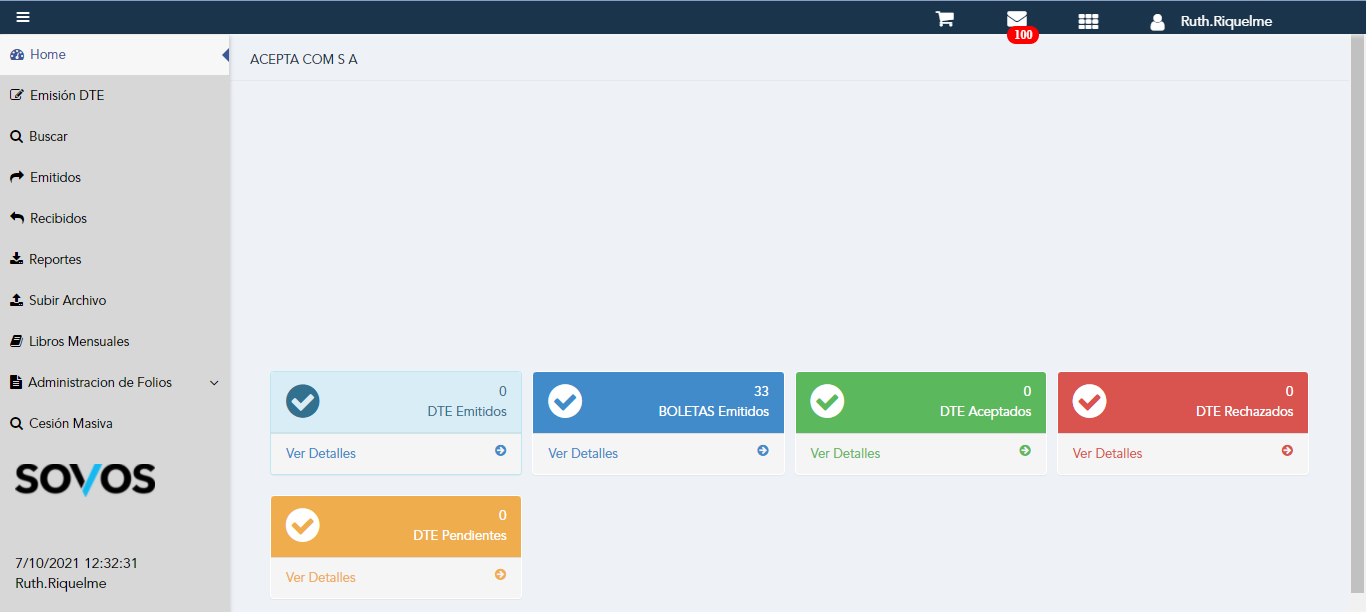 Ruth.Riquelme
100
Home
ACEPTA COM S A
Emisión DTE
Buscar
Emitidos
Recibidos
Reportes
Subir Archivo
Libros Mensuales
Administracion de Folios
Cesión Masiva
SOVOS
7/10/2021 12:32:31
Ruth.Riquelme
0
DTE Emitidos
Ver Detalles
33
BOLETAS Emitidos
Ver Detalles
0
DTE Aceptados
Ver Detalles
0
DTE Rechazados
Ver Detalles
0
DTE Pendientes
Ver Detalles